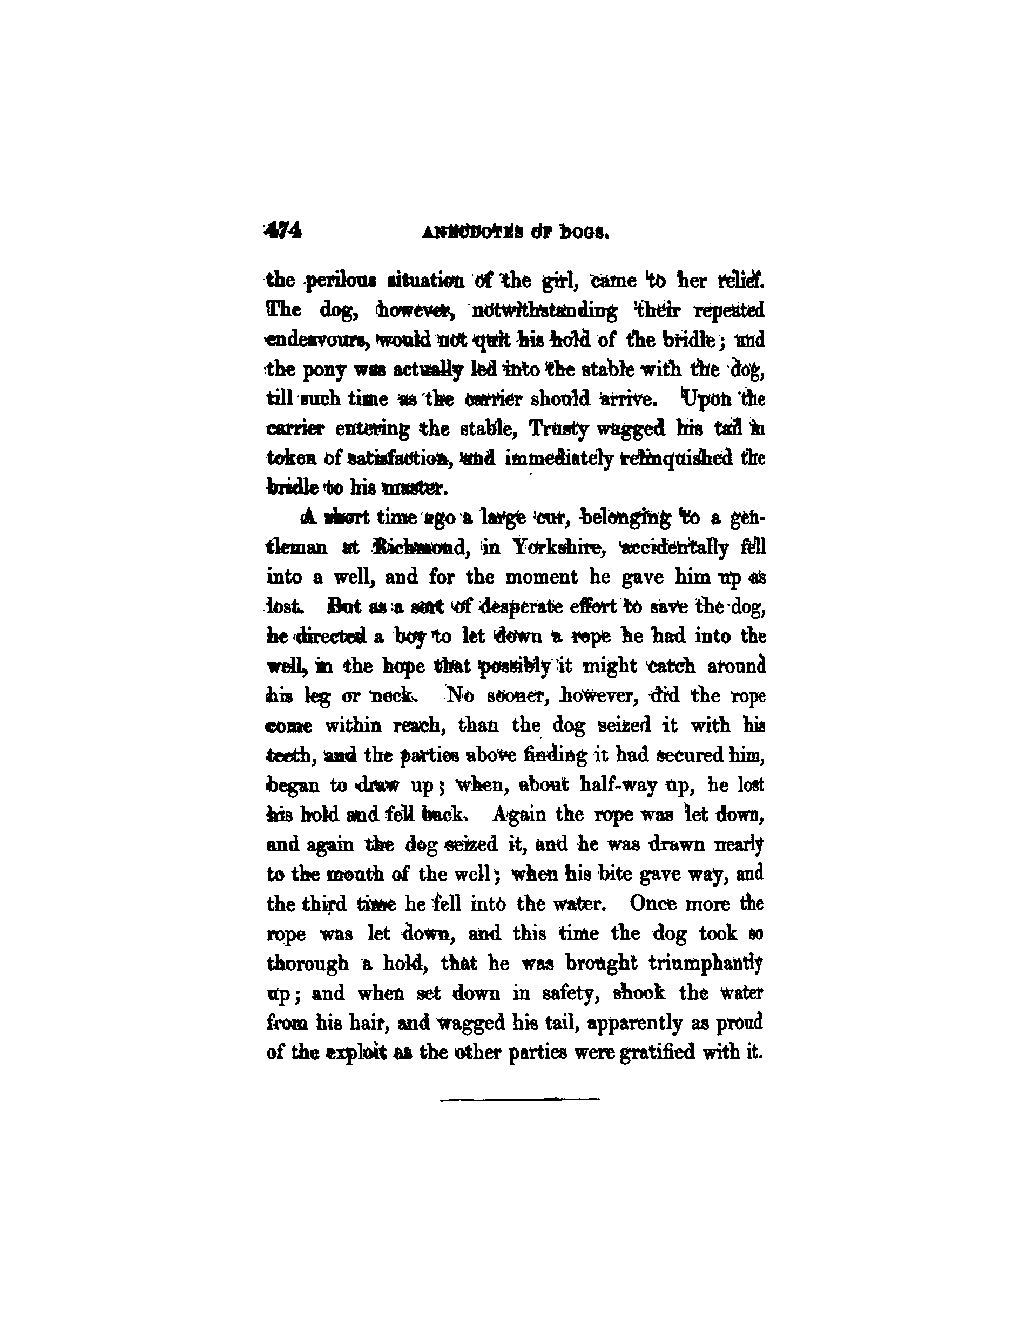 474 ANECDOTES OF DOGS.
the perilous situation of the girl, came to her relief.
The dog, however, notwithstanding their repeated
endeavours, would not quit his hold of the bridle; and
the pony was actually led into the stable with the dog,
till such time as the carrier should arrive. Upon the
carrier entering the stable, Trusty wagged his tail in
token of satisfaction, and immediately relinquished the
bridle to his master.
A short time ago a large cur, belonging to a gen-
tleman at Richmond, in Yorkshire, accidentally fell
into a well, and for the moment he gave him up as
lost. But as a sort of desperate effort to save the dog,
he directed a boy to let down a rope he had into the
well, in the hope that possibly it might catch around
his leg or neck. No sooner, however, did the rope
come within reach, than the dog seized it with his
teeth, and the parties above finding it had secured him,
began to draw up; when, about half-way up, he lost
his hold and fell back. Again the rope was let down,
and again the dog seized it, and he was drawn nearly
to the mouth of the well; when his bite gave way, and
the third time he fell into the water. Once more the
rope was let down, and this time the dog took so
thorough a hold, that he was brought triumphantly
up; and when set down in safety, shook the water
from his hair, and wagged his tail, apparently as proud
of the exploit as the other parties were gratified with it.